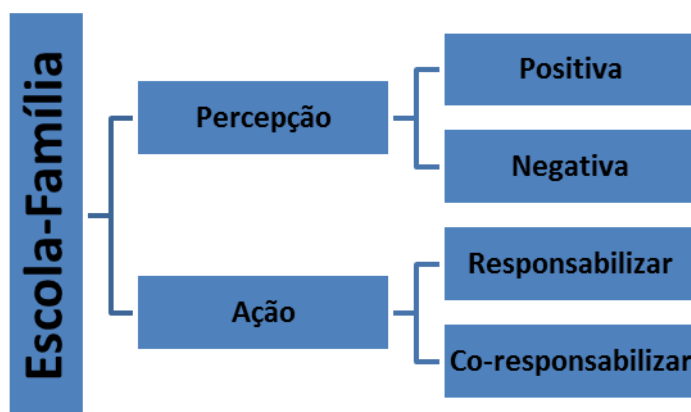 Escola-Família
Percepção
Positiva
Negativa
Ação
Responsabilizar
Co-responsabilizar